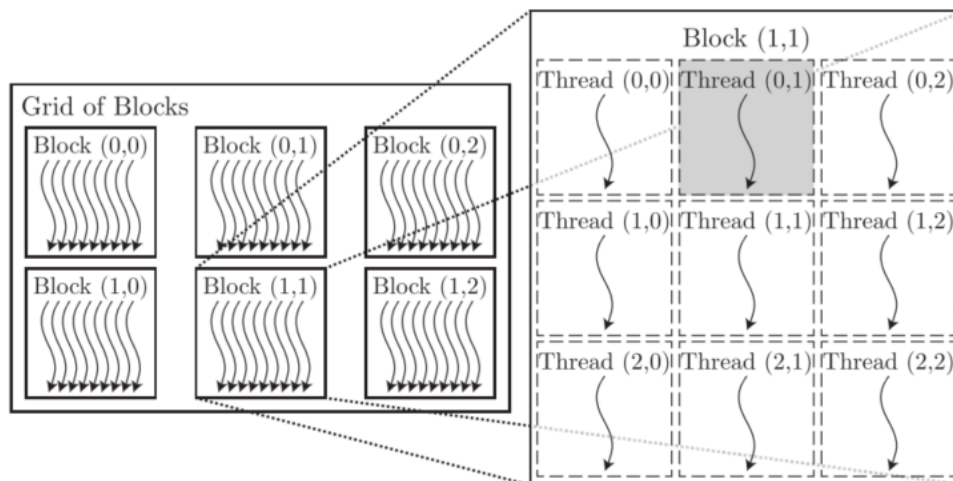 Grid of Blocks
Block (0,0)
Block (0,1)
Block (0,2)
Block (1,0)
Block (1,1)
Block (1,2)
Block (1,1)
Thread (0,0)
Thread (0,1)
Thread (0,2)
Thread (1,0)
Thread (1,1)
Thread (1,2)
Thread (2,0)
Thread (2,1)
Thread (2,2)